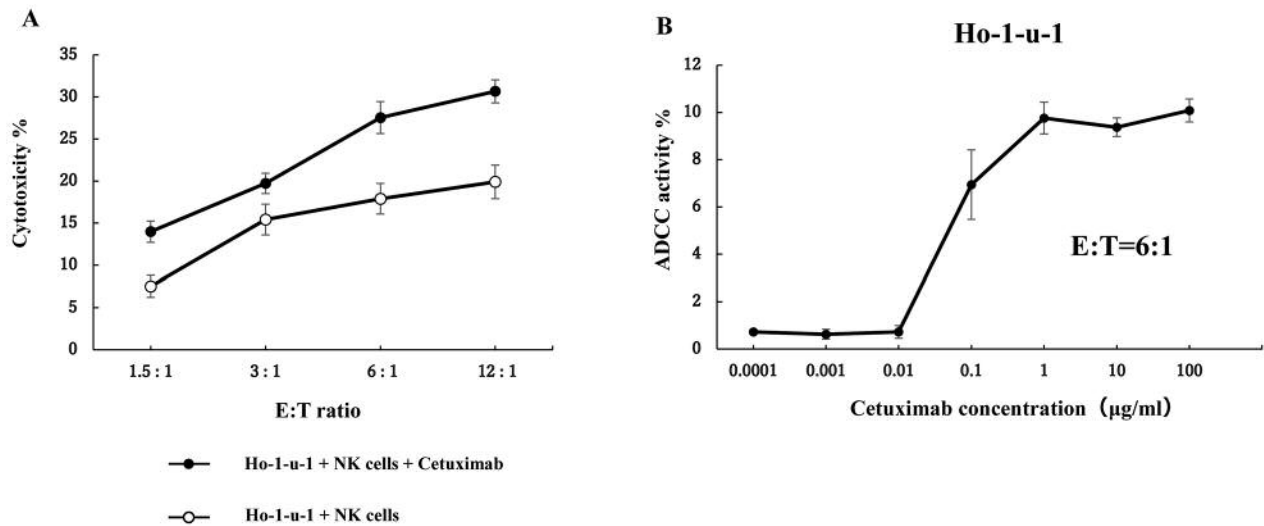 A
Cytotoxicity %
35
30
25
20
15
10
5
0
1.5 : 1
3 : 1
6 : 1
12 : 1
E:T ratio
Ho-1-u-1 + NK cells + Cetuximab
Ho-1-u-1 + NK cells
B
Ho-1-u-1
ADCC activity %
12
10
8
6
4
2
0
E:T=6:1
0.0001
0.001
0.01
0.1
1
10
100
Cetuximab concentration（μg/ml）